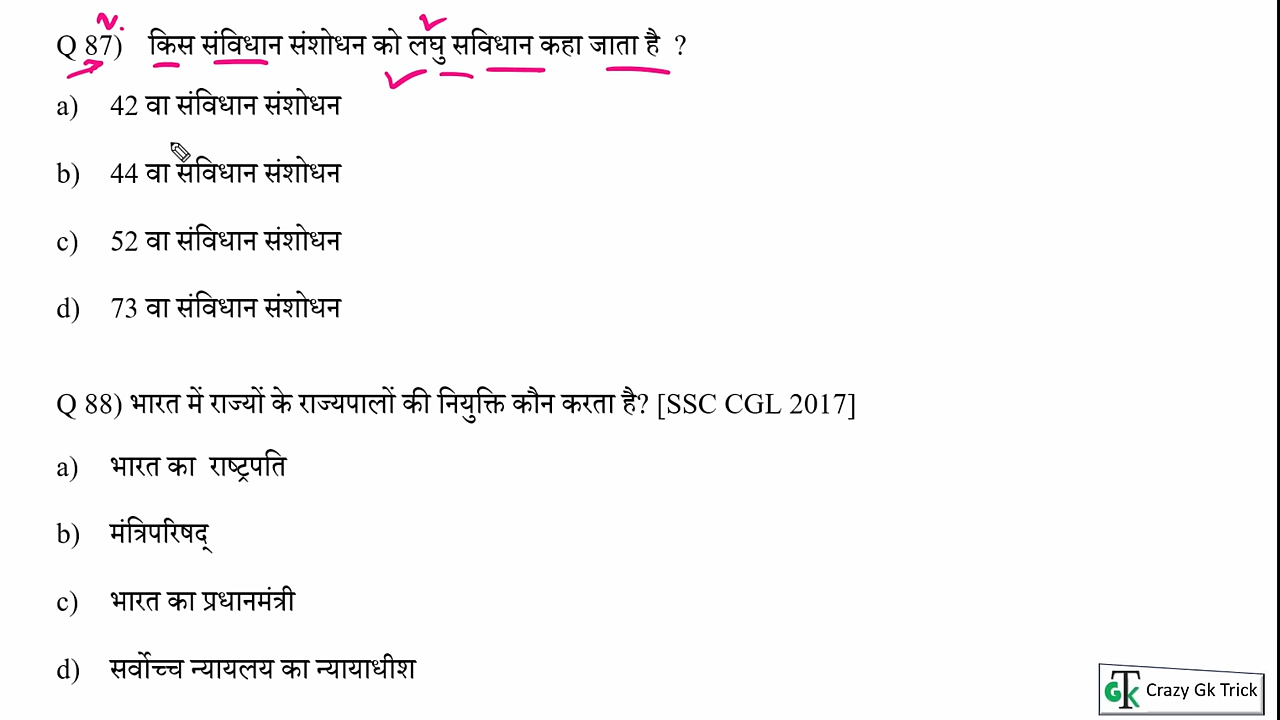 Q 87) किस संविधान संशोधन को लघु सविधान कहा जाता है ?
a) 42 वा संविधान संशोधन
b) 44 वा संविधान संशोधन
c) 52 वा संविधान संशोधन
d) 73 वा संविधान संशोधन
Q 88) भारत में राज्यों के राज्यपालों की नियुक्ति कौन करता है? [SSC CGL 2017]
a) भारत का राष्ट्रपति
b) मंत्रिपरिषद्
c) भारत का प्रधानमंत्री
d) सर्वोच्च न्यायलय का न्यायाधीश
GTK Crazy Gk Trick